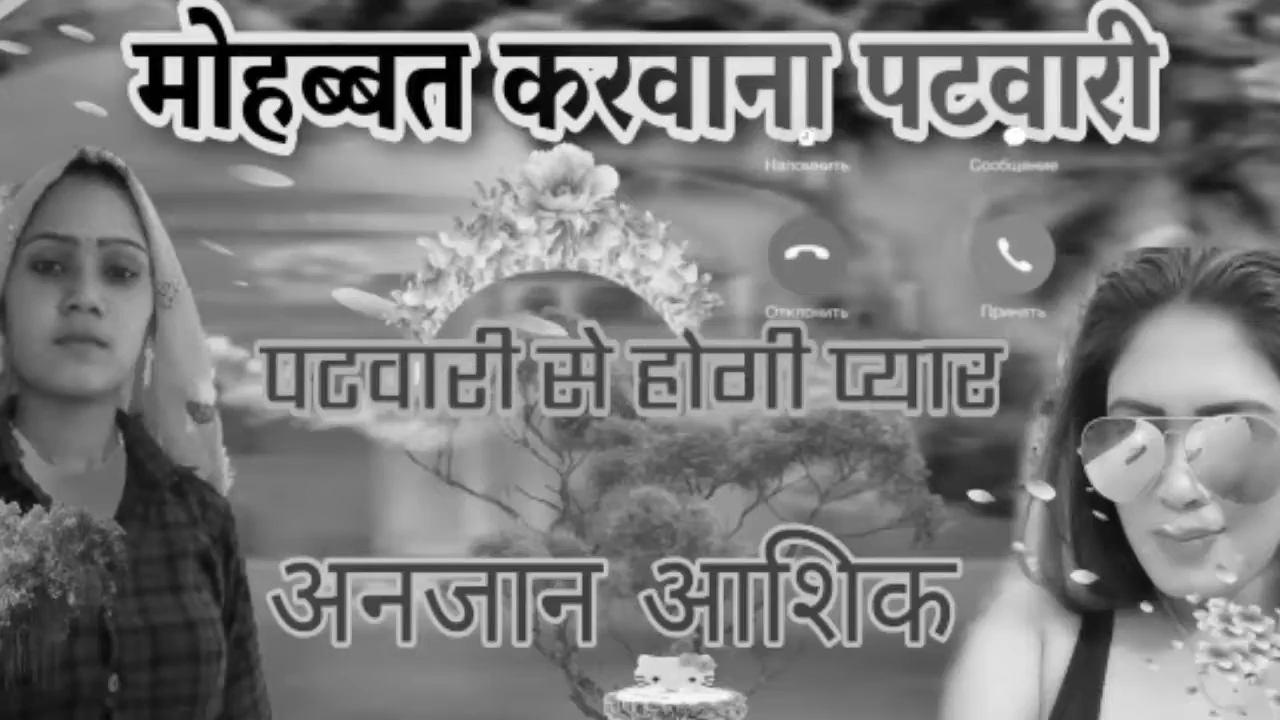 मोहब्बत करवाना पटवारी
Напомнить Сообщение
Отклонить Принять
पटवारी से होगी प्यार
अनजान आशिक